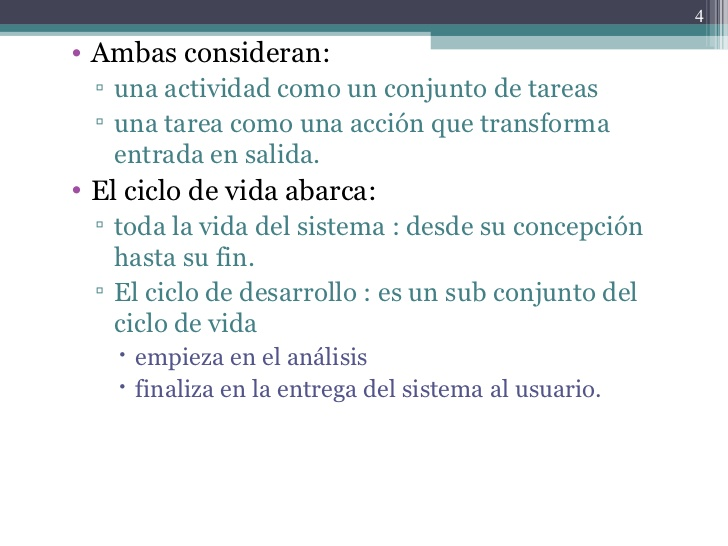 4
• Ambas consideran:
▫ una actividad como un conjunto de tareas
▫ una tarea como una acción que transforma
entrada en salida.
• El ciclo de vida abarca:
▫ toda la vida del sistema : desde su concepción
hasta su fin.
▫ El ciclo de desarrollo : es un sub conjunto del
ciclo de vida
• empieza en el análisis
• finaliza en la entrega del sistema al usuario.